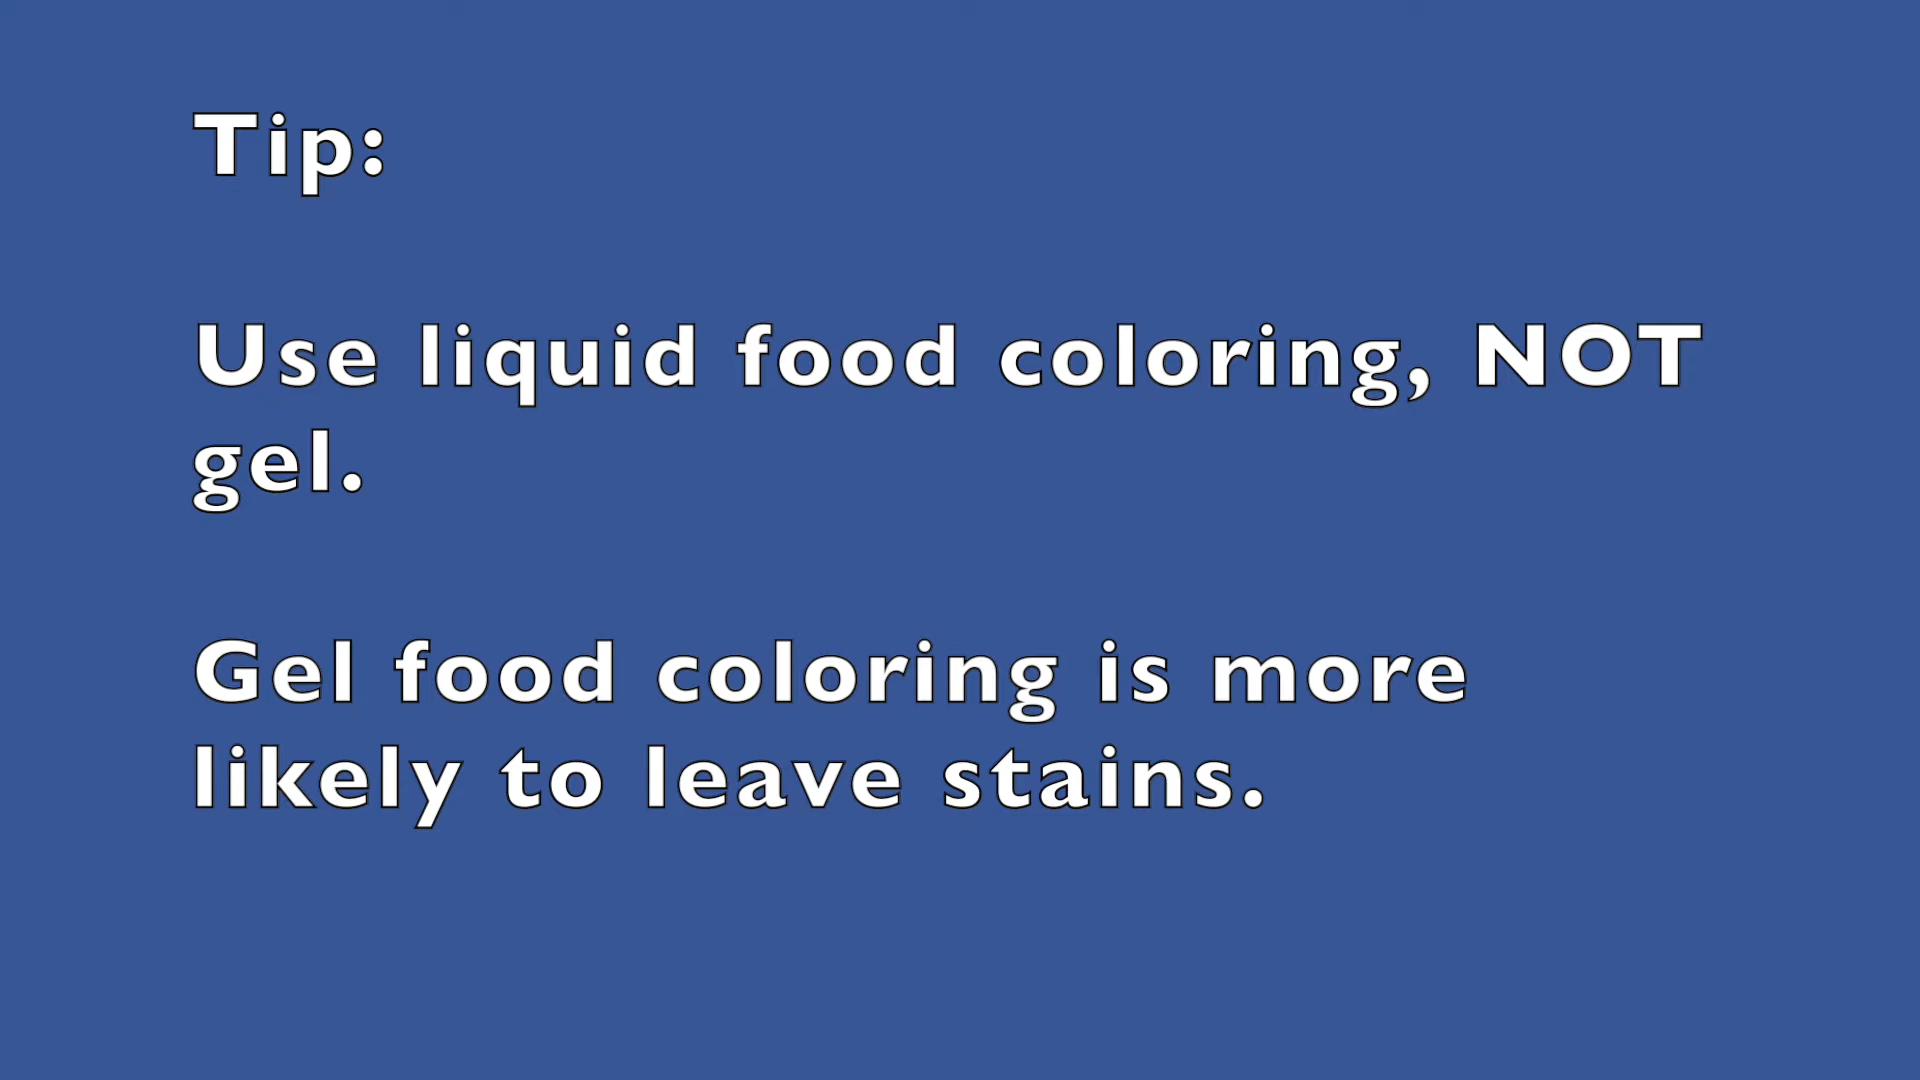 Tip:
Use liquid food coloring, NOT
gel.
Gel food coloring is more
likely to leave stains.